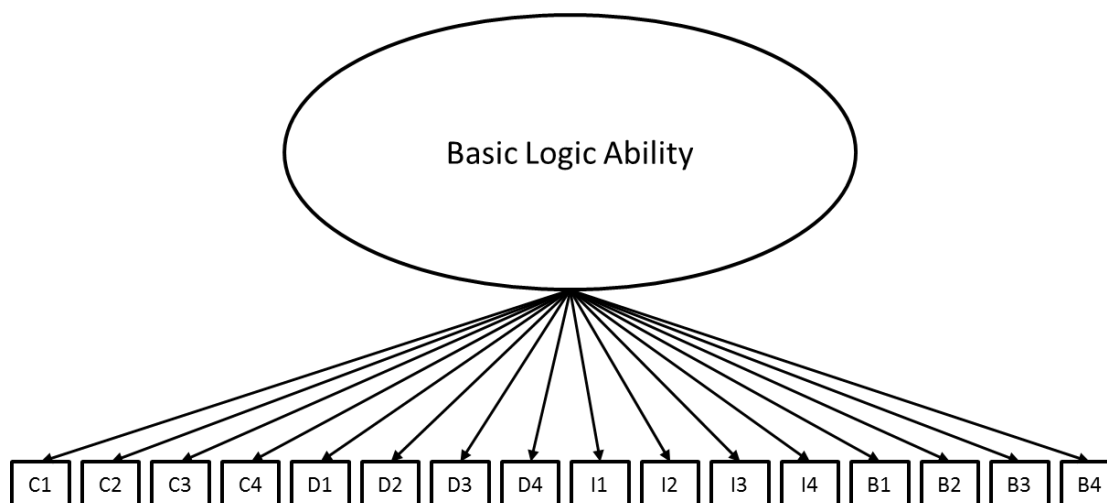 Basic Logic Ability
C1 C2 C3 C4 D1 D2 D3 D4 I1 I2 I3 I4 B1 B2 B3 B4